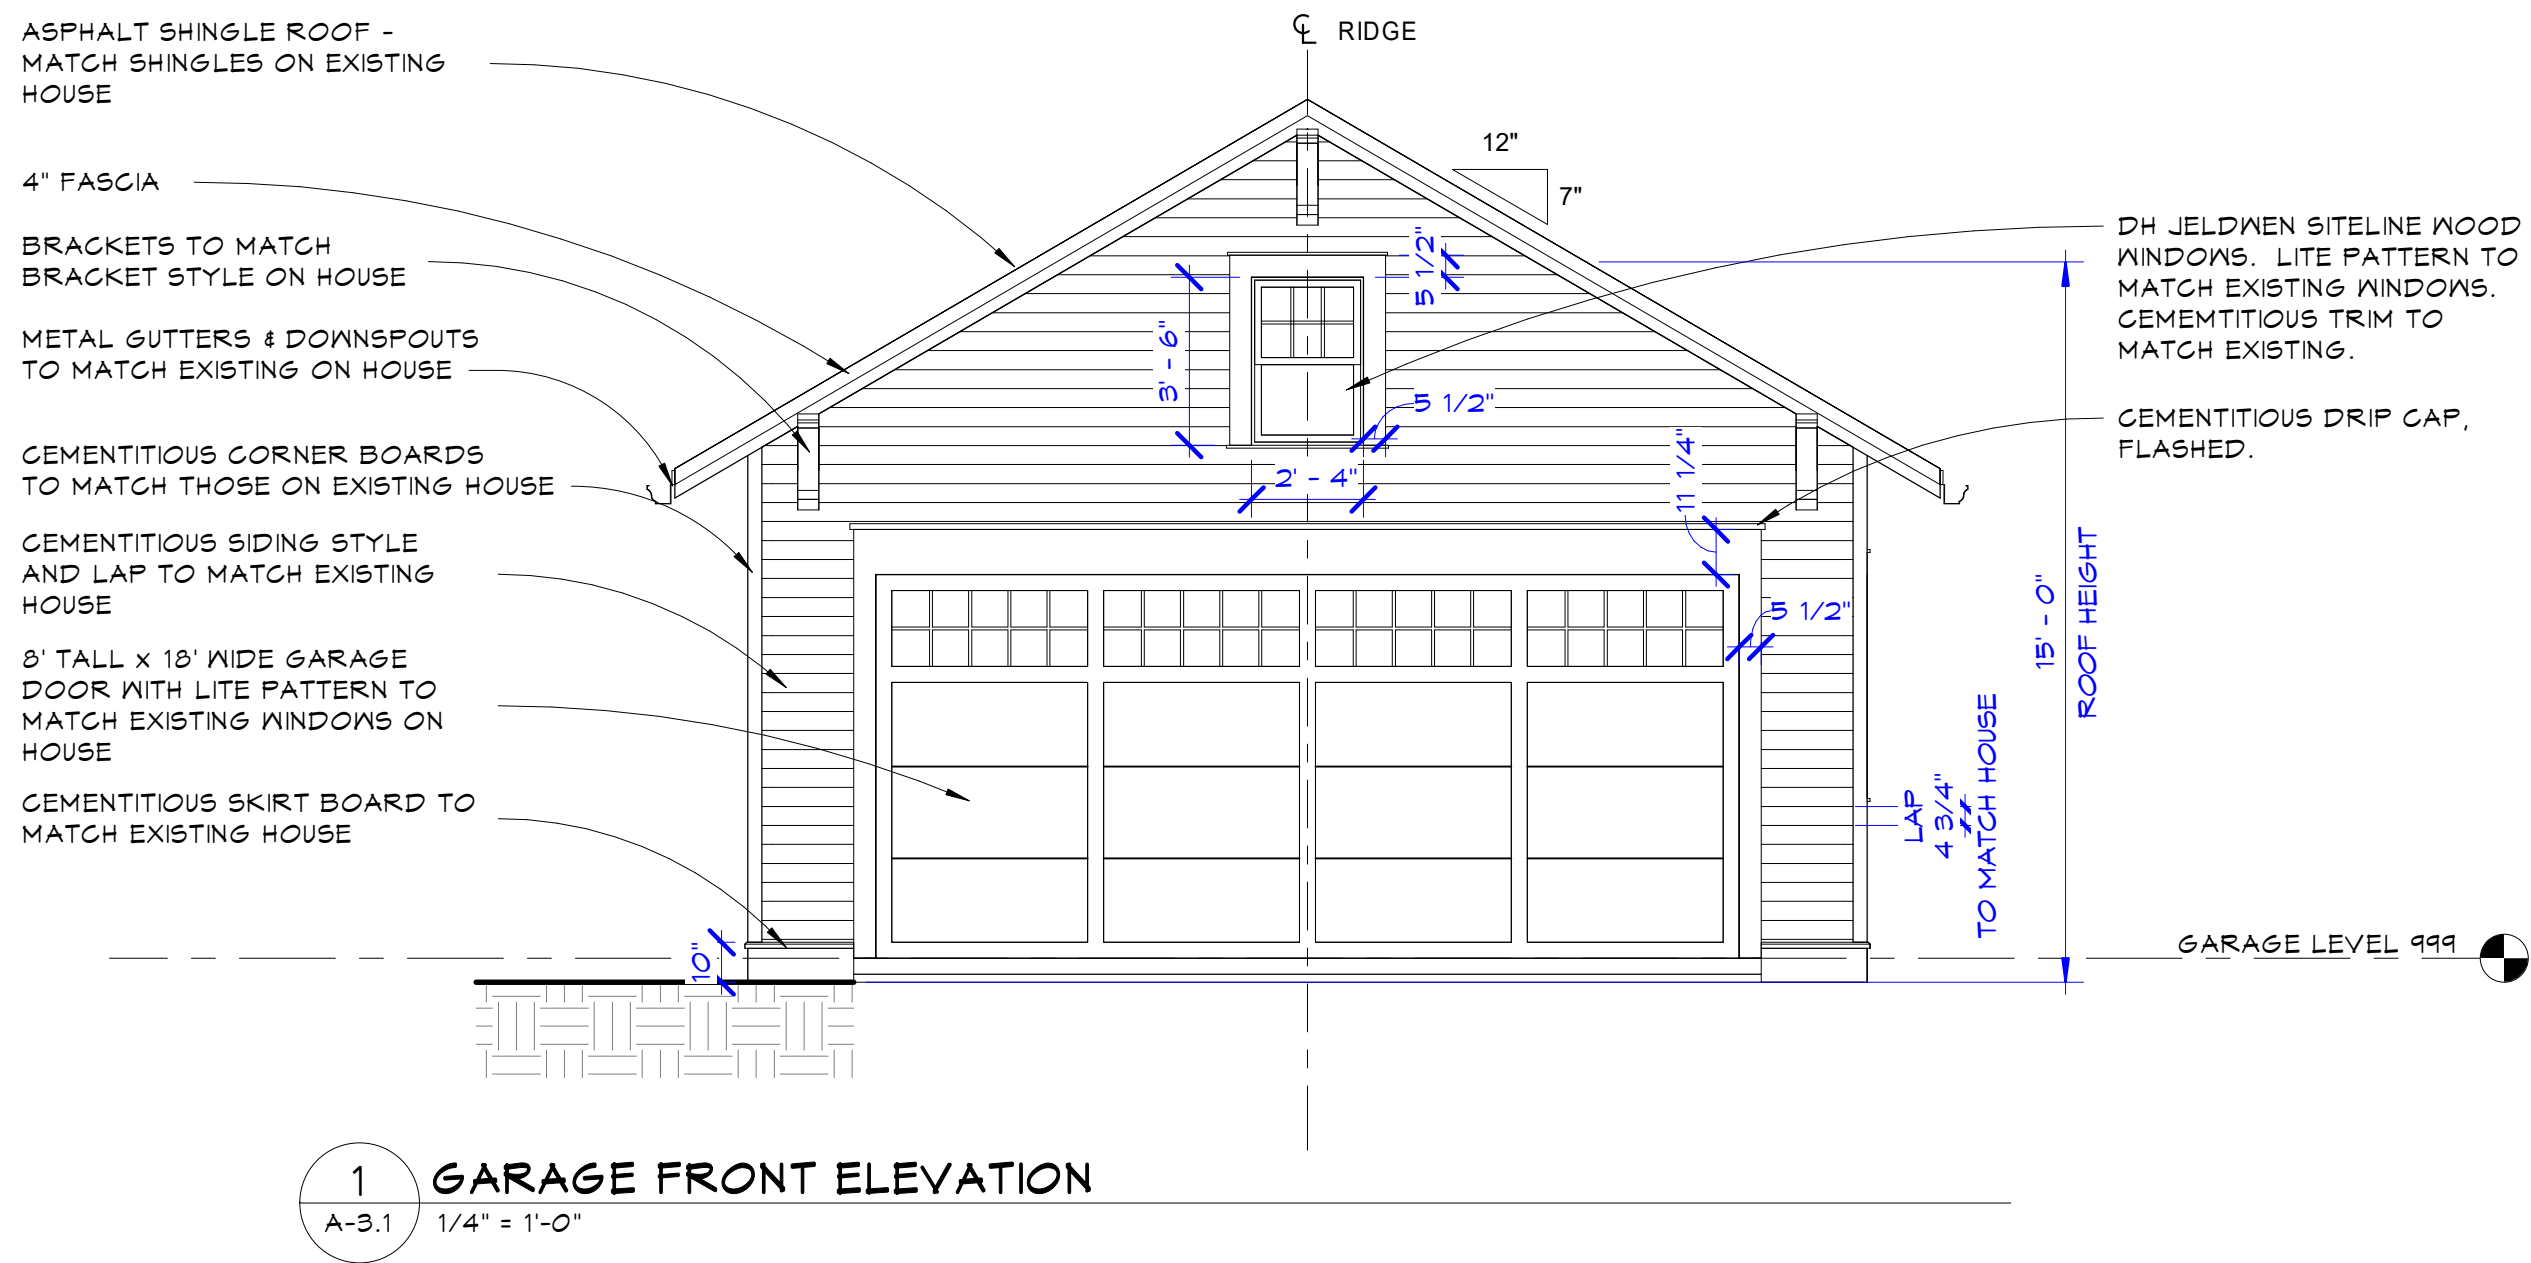 ASPHALT SHINGLE ROOF -
MATCH SHINGLES ON EXISTING
HOUSE
4" FASCIA
BRACKETS TO MATCH
BRACKET STYLE ON HOUSE
METAL GUTTERS & DOWNSPOUTS
TO MATCH EXISTING ON HOUSE
CEMENTITIOUS CORNER BOARDS
TO MATCH THOSE ON EXISTING HOUSE
CEMENTITIOUS SIDING STYLE
AND LAP TO MATCH EXISTING
HOUSE
8' TALL x 18' WIDE GARAGE
DOOR WITH LITE PATTERN TO
MATCH EXISTING WINDOWS ON
HOUSE
CEMENTITIOUS SKIRT BOARD TO
MATCH EXISTING HOUSE
℄ RIDGE
12"
7"
5 1/2"
3' - 6"
5 1/2"
2' - 4"
11 1/4"
5 1/2"
10"
DH JELDWEN SITELINE WOOD
WINDOWS. LITE PATTERN TO
MATCH EXISTING WINDOWS.
CEMEMTITIOUS TRIM TO
MATCH EXISTING.
CEMENTITIOUS DRIP CAP,
FLASHED.
15' - 0"
ROOF HEIGHT
LAP
4 3/4"
TO MATCH HOUSE
GARAGE LEVEL 999
1
A-3.1
GARAGE FRONT ELEVATION
1/4" = 1'-0"